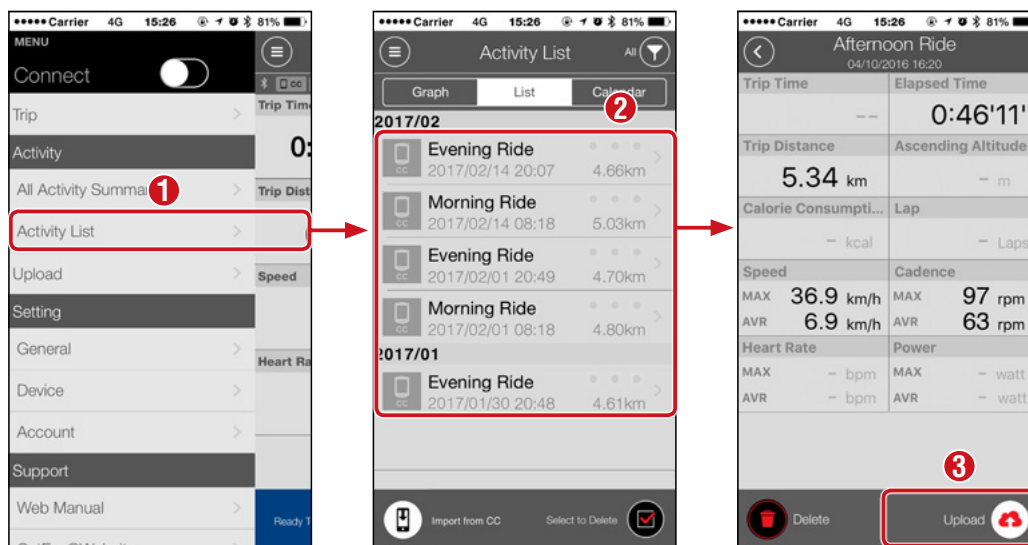 Carrier 4G 15:26 81%
MENU
Connect
Trip
Activity
All Activity Summa
1
Activity List
Upload
Setting
General
Device
Account
Support
Web Manual
CC
Trip Time
0:
Trip Dist
Speed
Heart Ra
Ready T
Carrier 4G 15:26 81%
Activity List
All
Graph List Calendar
2
2017/02
Evening Ride
CC 2017/02/14 20:07 4.66km
Morning Ride
CC 2017/02/14 08:18 5.03km
Evening Ride
CC 2017/02/01 20:49 4.70km
Morning Ride
CC 2017/02/01 08:18 4.80km
2017/01
Evening Ride
CC 2017/01/30 20:48 4.61km
Import from CC Select to Delete
Carrier 4G 15:26 81%
Afternoon Ride
04/10/2016 16:20
Trip Time Elapsed Time
-- 0:46'11"
Trip Distance Ascending Altitude
5.34 km - m
Calorie Consumpti... Lap
- kcal - Laps
Speed Cadence
MAX 36.9 km/h MAX 97 rpm
AVR 6.9 km/h AVR 63 rpm
Heart Rate Power
MAX - bpm MAX - watt
AVR - bpm AVR - watt
3
Delete Upload